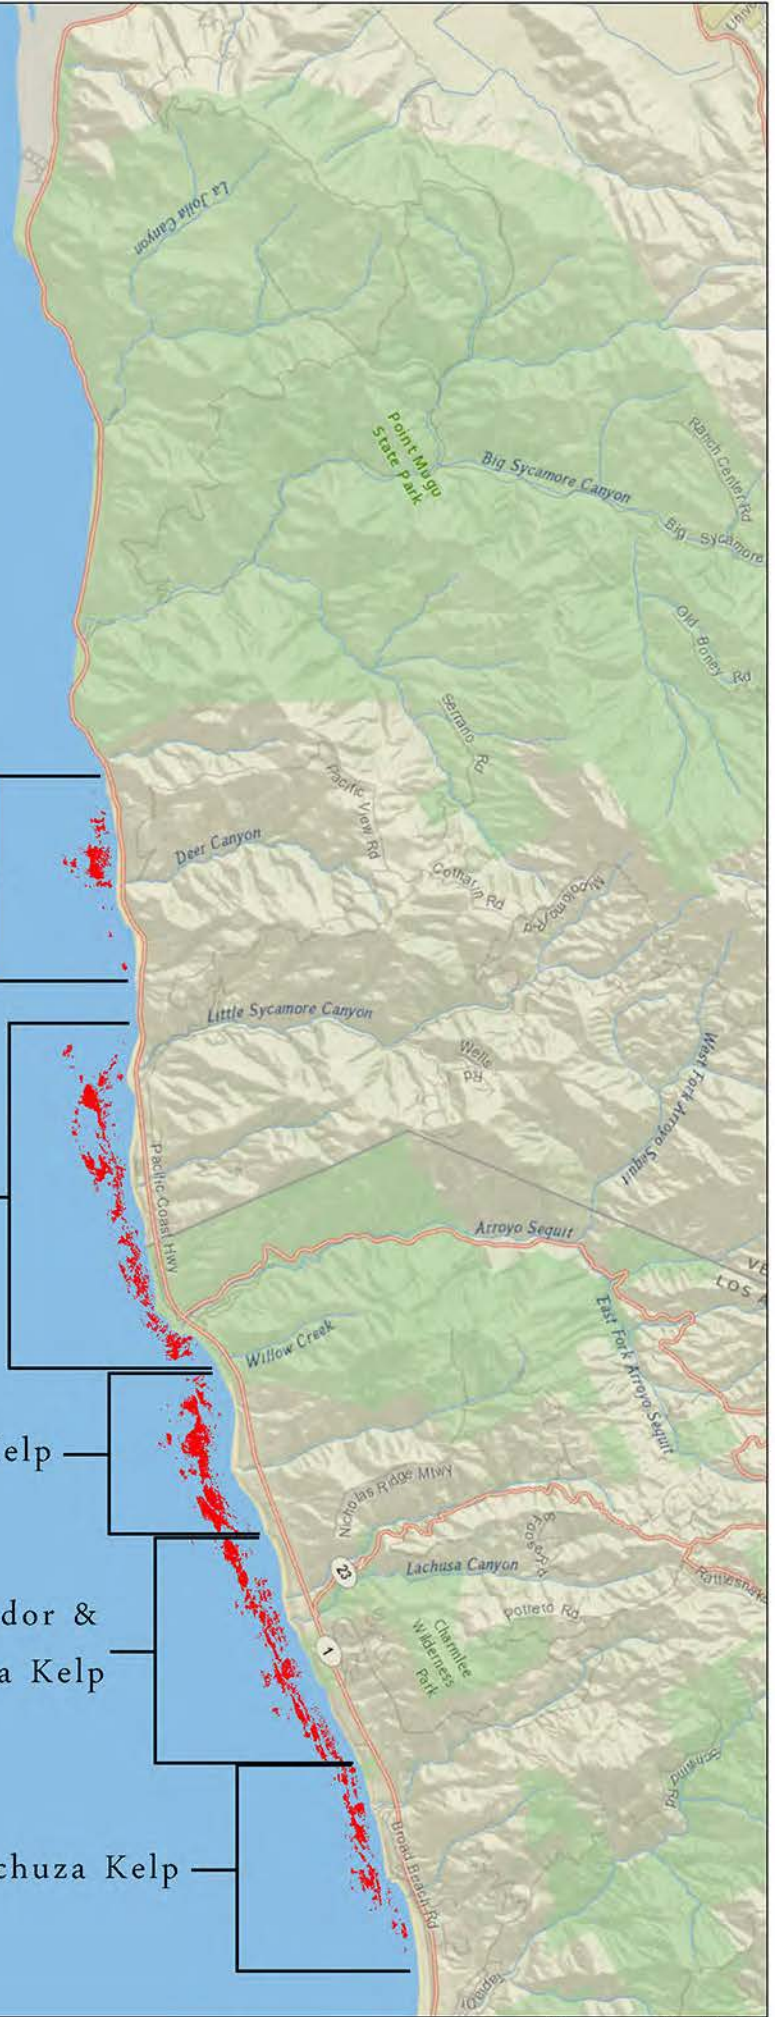 La Jolla Canyon
Point Mugu
State Park
Big Sycamore Canyon
Ranch Center Rd
Big Sycamore
Old Boney Rd
Serrano Rd
Pacific View Rd
Deer Canyon
Cotharin Rd
Mipolomol Rd
Little Sycamore Canyon
Wells
Rd
West Fork Arroyo Sequit
Pacific Coast Hwy
Arroyo Sequit
VE
LOS A
East Fork Arroyo Sequit
Willow Creek
elp
Nicholas Ridge Mtwy
23
Lachusa Canyon
Rattlesnake
dor &
a Kelp
Potrero Rd
Charmlee
Wilderness
Park
1
chuza Kelp
Broad Beach Rd